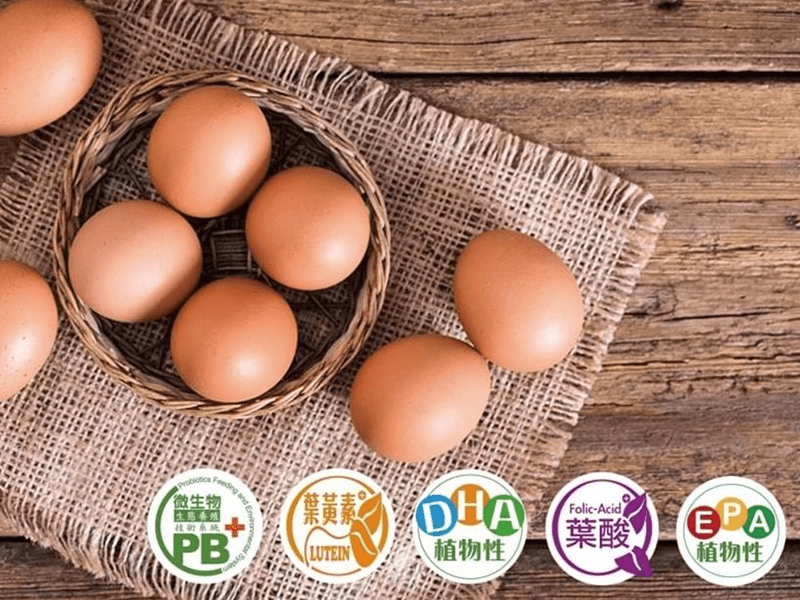 Probiotics Feeding and Environmental System
微生物
生態養殖
技術系統
PB
葉黃素
LUTEIN
DHA
植物性
Folic-Acid
葉酸
EPA
植物性